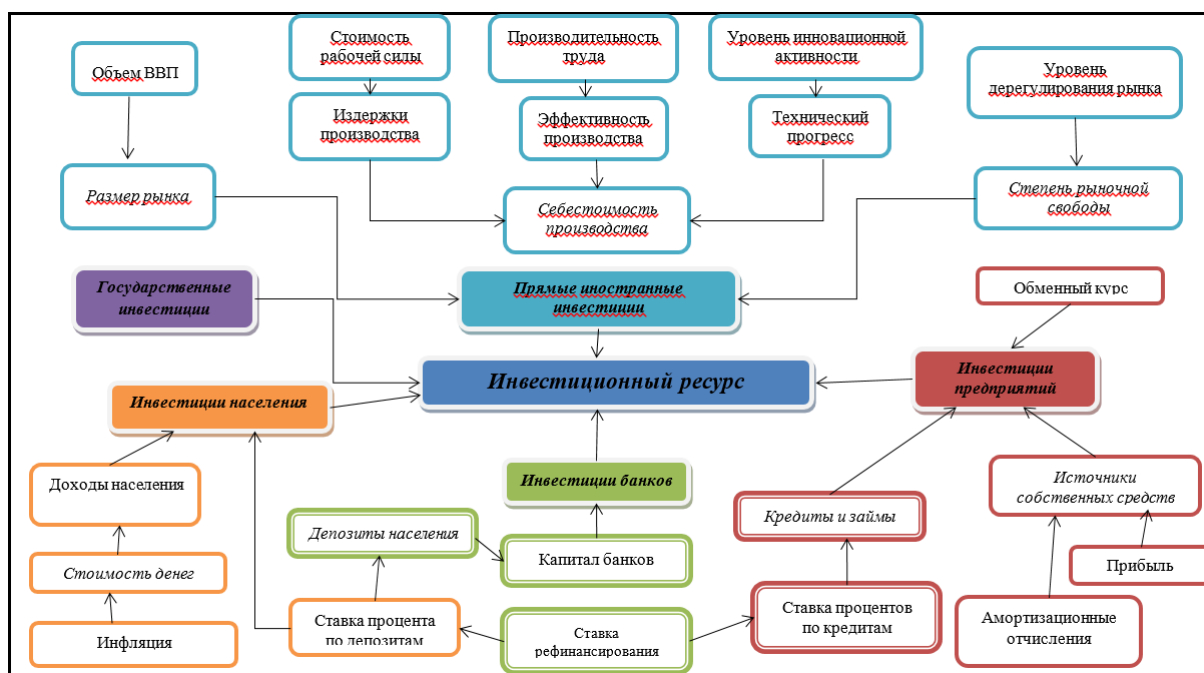 Объем ВВП
Стоимость
рабочей силы
Производительность
труда
Уровень инновационной
активности
Уровень
дерегулирования рынка
Издержки
производства
Эффективность
производства
Технический
прогресс
Размер рынка
Себестоимость
производства
Степень рыночной
свободы
Государственные
инвестиции
Прямые иностранные
инвестиции
Обменный курс
Инвестиционный ресурс
Инвестиции
предприятий
Инвестиции населения
Инвестиции банков
Доходы населения
Депозиты населения
Кредиты и займы
Источники
собственных средств
Стоимость денег
Капитал банков
Прибыль
Инфляция
Ставка процента
по депозитам
Ставка
рефинансирования
Ставка процентов
по кредитам
Амортизационные
отчисления